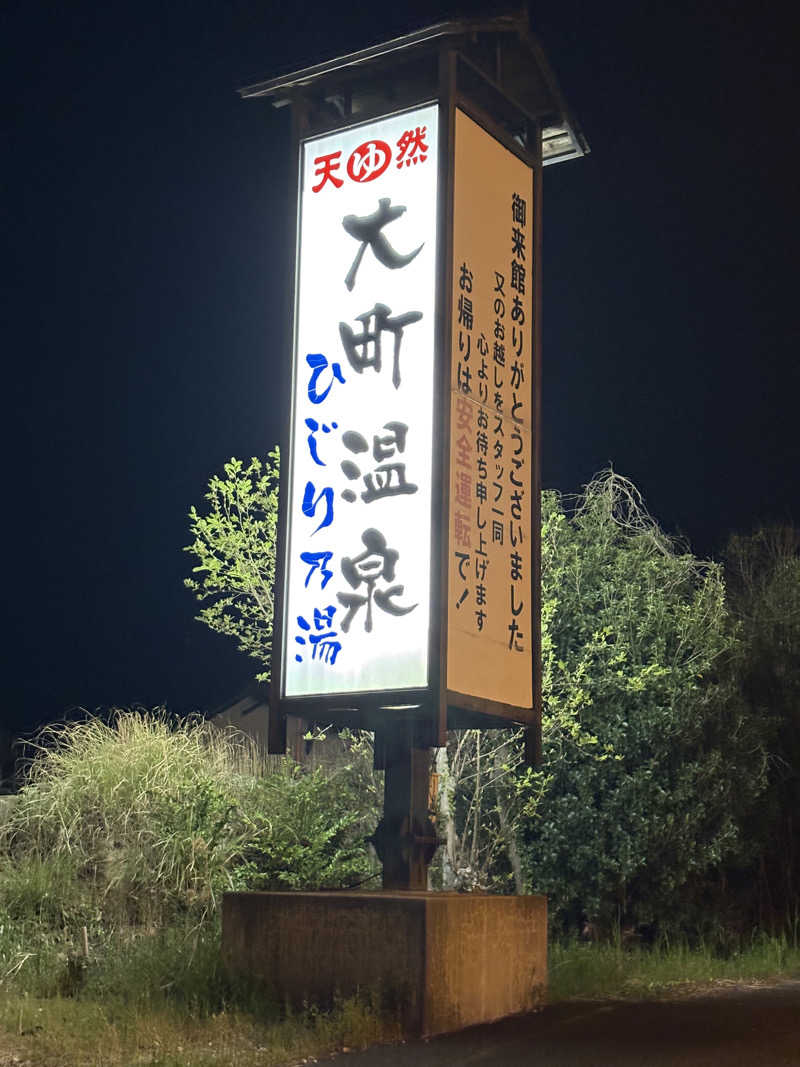 天ゆ然
大町温泉
ひじり乃湯
御来館ありがとうございました
又のお越しをスタッフ一同
心よりお待ち申し上げます
お帰りは安全運転で！